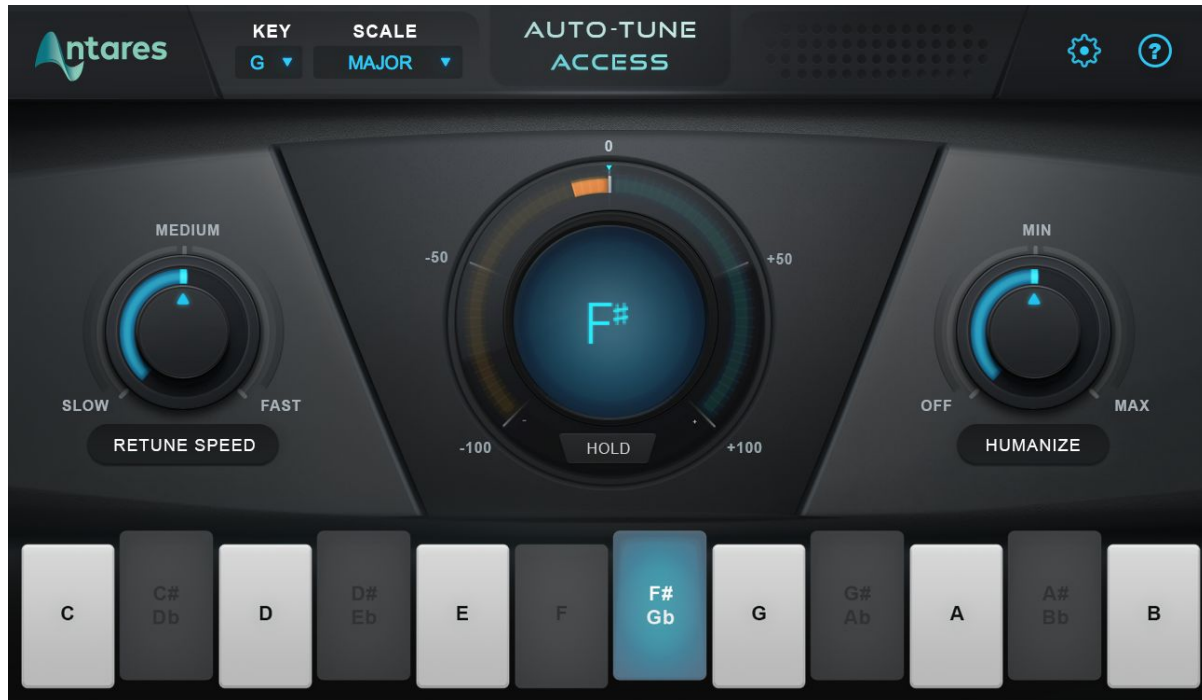 Antares
KEY
SCALE
G
MAJOR
AUTO-TUNE
ACCESS
?
0
-50
+50
-100
+100
F#
HOLD
MEDIUM
SLOW
FAST
RETUNE SPEED
MIN
OFF
MAX
HUMANIZE
C
C#
Db
D
D#
Eb
E
F
F#
Gb
G
G#
Ab
A
A#
Bb
B